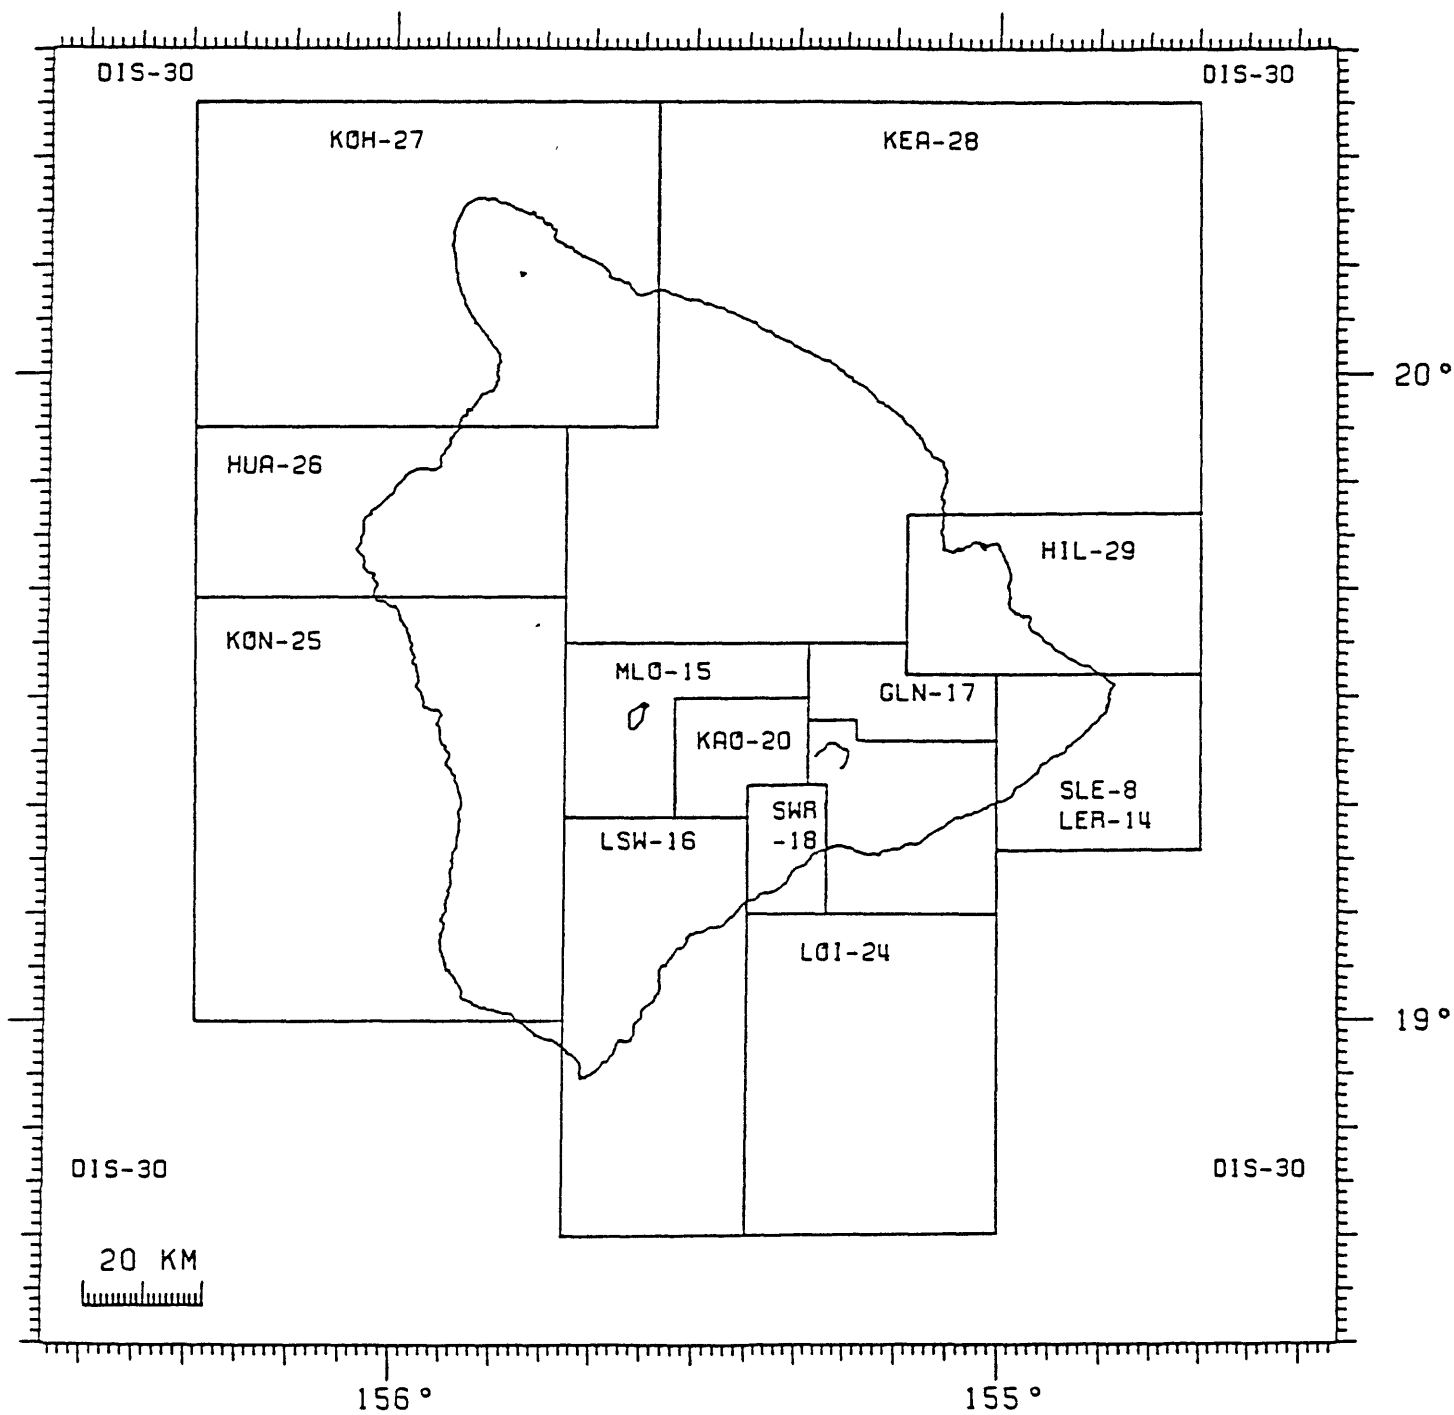 DIS-30
DIS-30
KOH-27
KEA-28
20°
HUA-26
HIL-29
KON-25
MLO-15
GLN-17
KAO-20
SLE-8
LER-14
SWR
-18
LSW-16
LOI-24
19°
DIS-30
DIS-30
20 KM
156°
155°